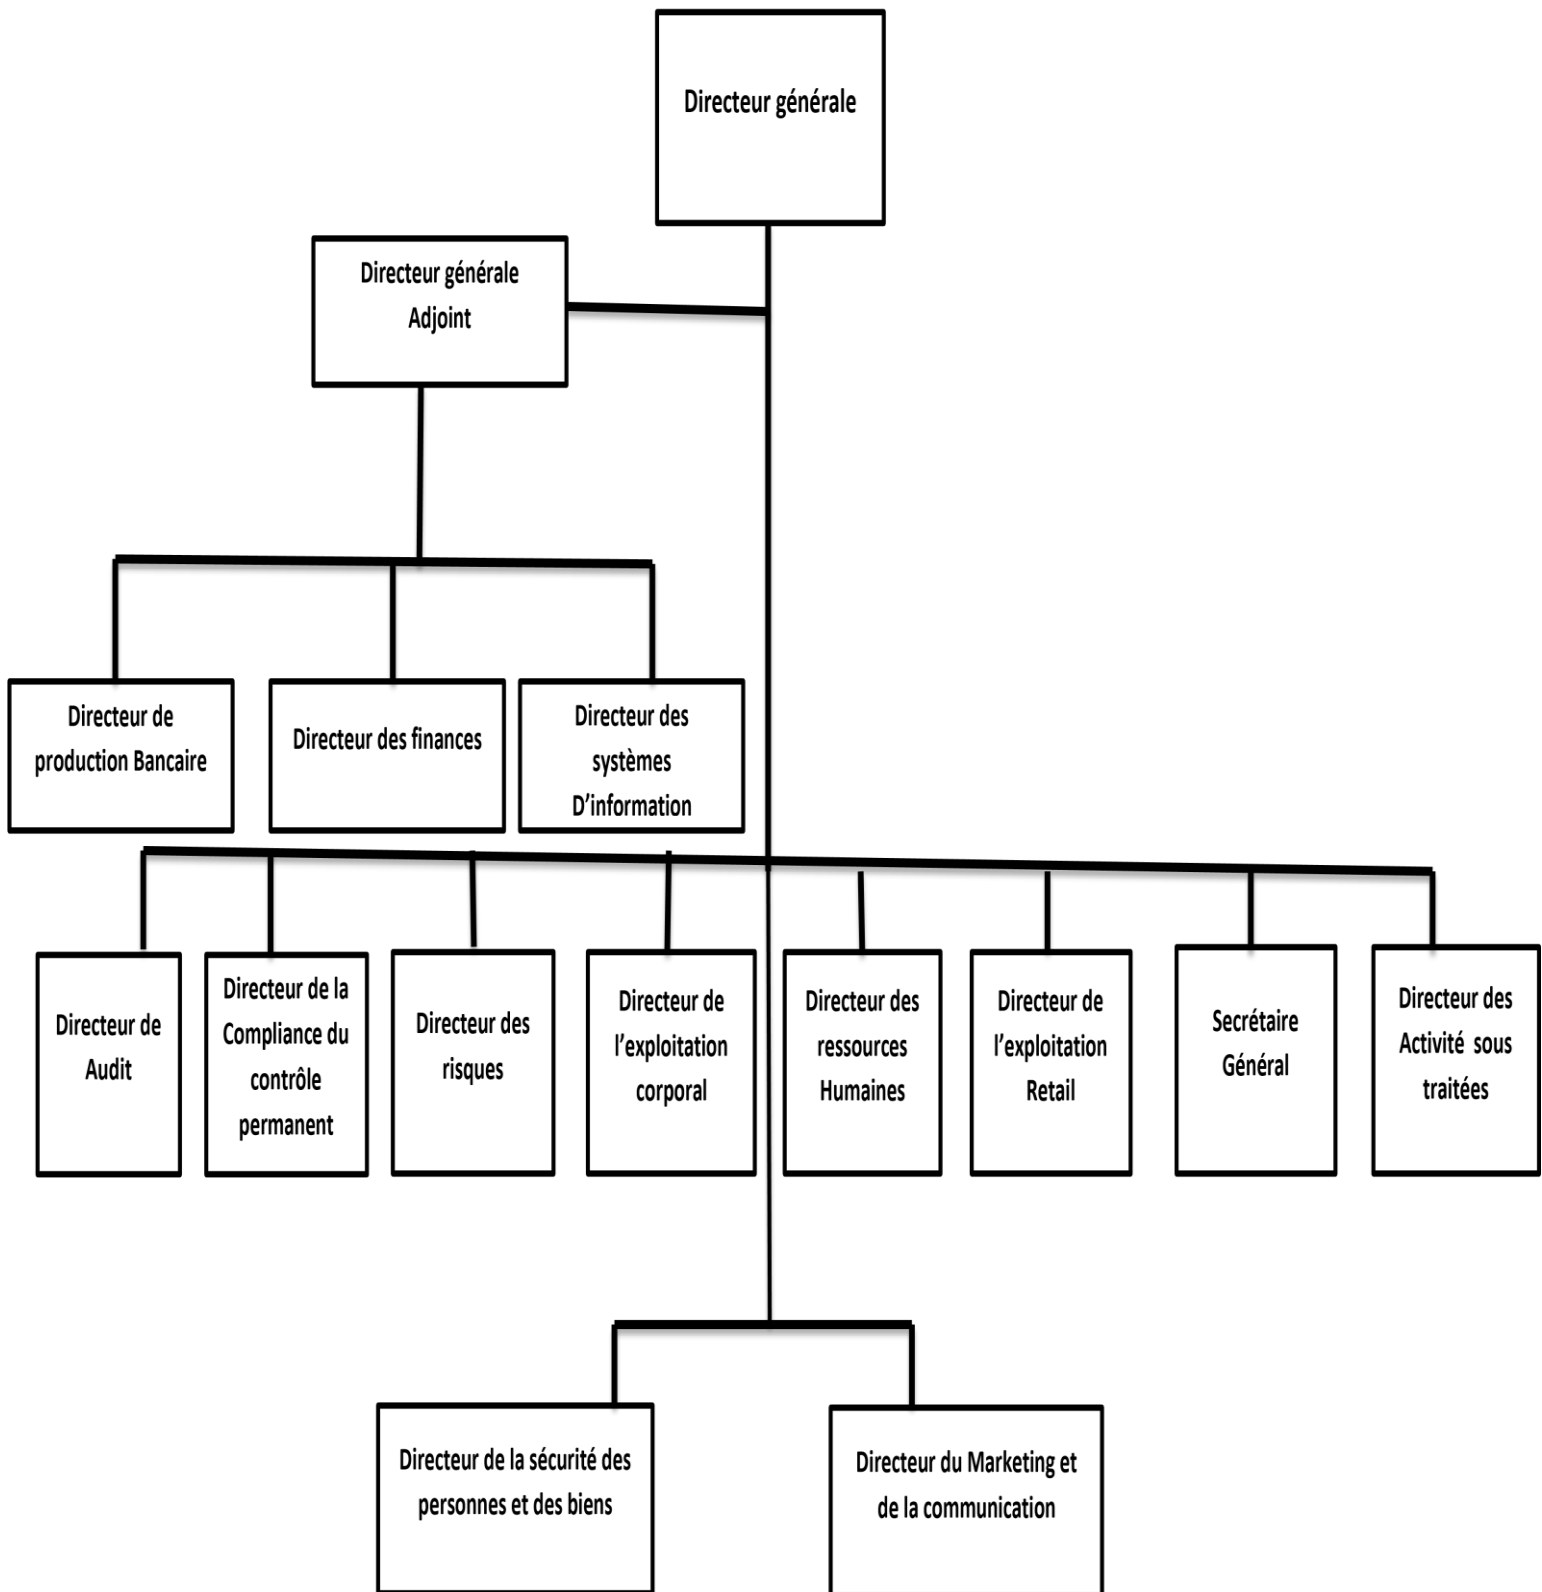 Directeur générale
Directeur générale
Adjoint
Directeur de
production Bancaire
Directeur des finances
Directeur des
systèmes
D’information
Directeur de
Audit
Directeur de la
Compliance du
contrôle
permanent
Directeur des
risques
Directeur de
l’exploitation
corporal
Directeur des
ressources
Humaines
Directeur de
l’exploitation
Retail
Secrétaire
Général
Directeur des
Activité sous
traitées
Directeur de la sécurité des
personnes et des biens
Directeur du Marketing et
de la communication